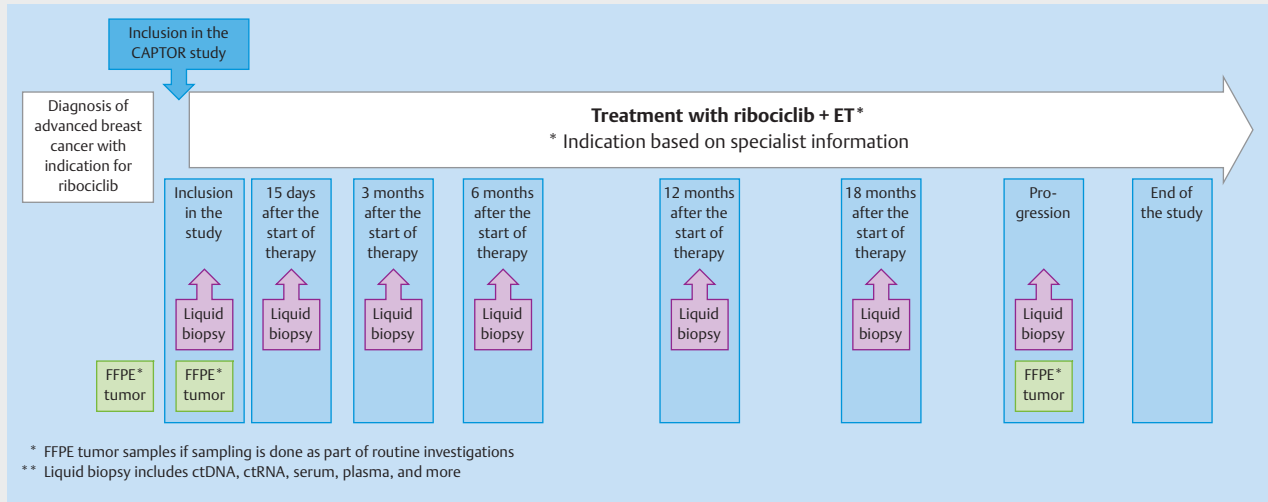 Inclusion in the
CAPTOR study
Diagnosis of
advanced breast
cancer with
indication for
ribociclib
Treatment with ribociclib + ET*
* Indication based on specialist information
Inclusion
in the
study
15 days
after the
start of
therapy
3 months
after the
start of
therapy
6 months
after the
start of
therapy
12 months
after the
start of
therapy
18 months
after the
start of
therapy
Pro-
gression
End of
the study
Liquid
biopsy
Liquid
biopsy
Liquid
biopsy
Liquid
biopsy
Liquid
biopsy
Liquid
biopsy
Liquid
biopsy
FFPE*
tumor
FFPE*
tumor
FFPE*
tumor
* FFPE tumor samples if sampling is done as part of routine investigations
** Liquid biopsy includes ctDNA, ctRNA, serum, plasma, and more